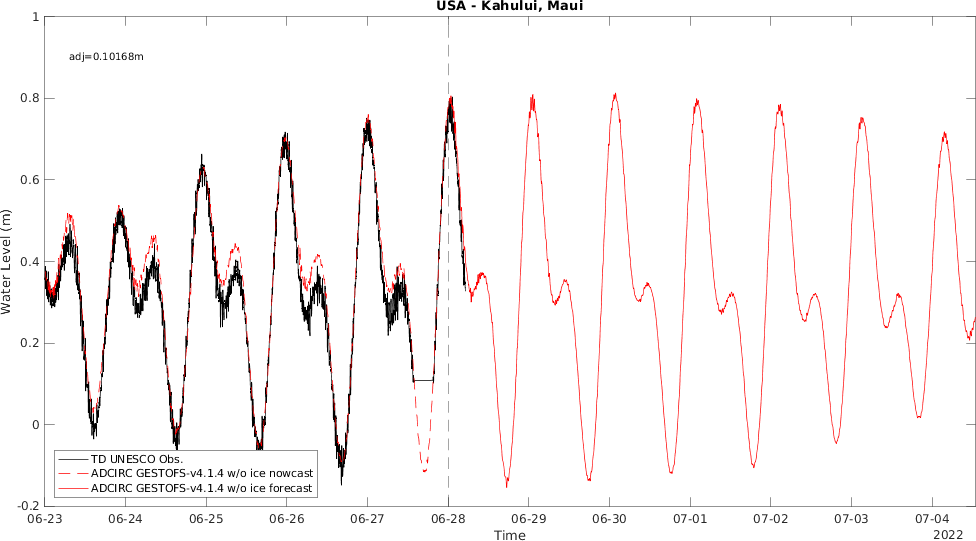 USA - Kahului, Maui
1
adj=0.10168m
0.8
0.6
0.4
0.2
0
-0.2
Water Level (m)
TD UNESCO Obs.
ADCIRC GESTOFS-v4.1.4 w/o ice nowcast
ADCIRC GESTOFS-v4.1.4 w/o ice forecast
06-23 06-24 06-25 06-26 06-27 06-28 06-29 06-30 07-01 07-02 07-03 07-04
Time
2022